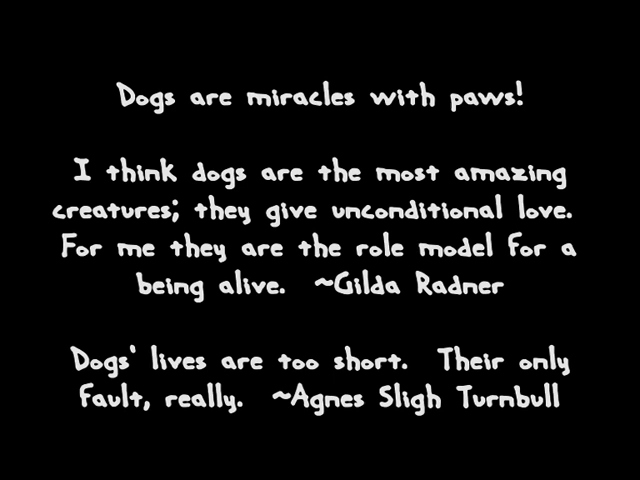 Dogs are miracles with paws!
I think dogs are the most amazing
creatures; they give unconditional love.
For me they are the role model for a
being alive.  ~Gilda Radner
Dogs' lives are too short.  Their only
fault, really.  ~Agnes Sligh Turnbull